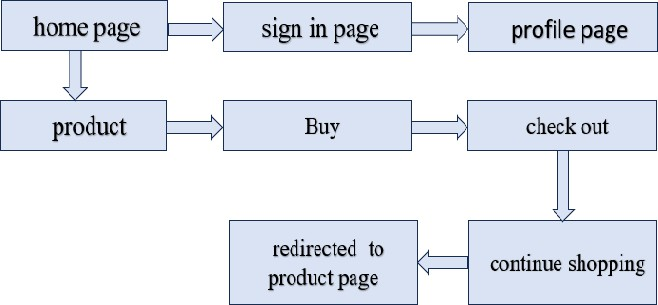 home page
sign in page
profile page
product
Buy
check out
redirected to
product page
continue shopping